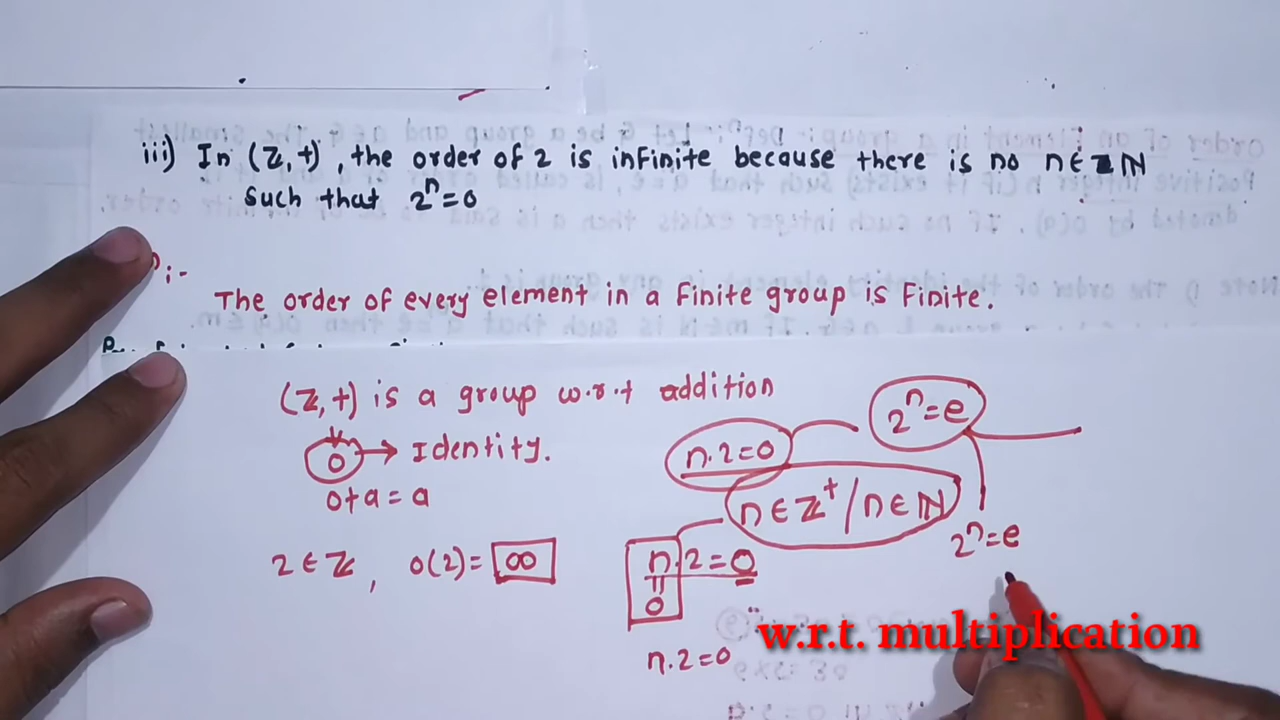 iii) In (ℤ, +), the order of 2 is infinite because there is no n∈ℕ
such that 2ⁿ=0
:-
The order of every element in a finite group is finite.
(ℤ, +) is a group w.r.t addition
0 → Identity.
0+a = a
2 ∈ ℤ, o(2) = ∞
2ⁿ=e
n.2=0
n∈ℤ⁺/n∈ℕ
2ⁿ=e
n.2=0
0
n.2=0
w.r.t. multiplication